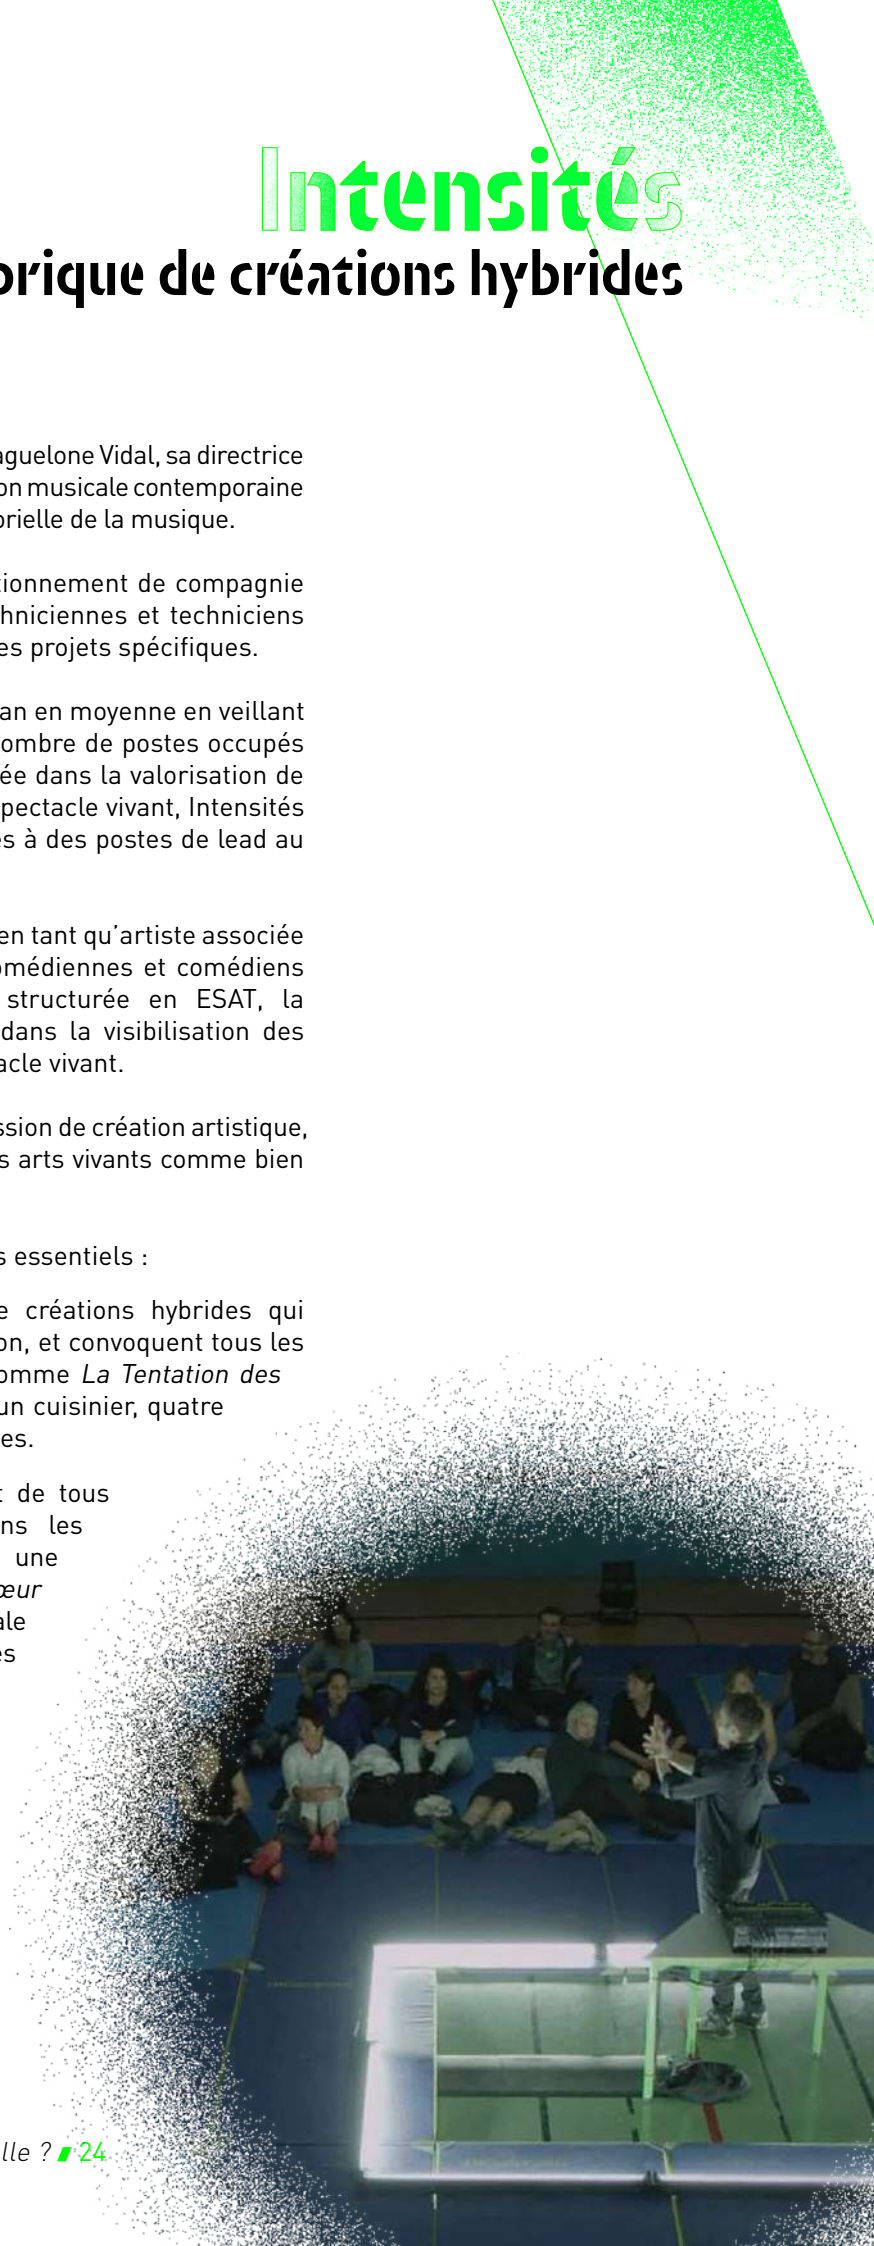 Intensités
brique de créations hybrides
aguelone Vidal, sa directrice
on musicale contemporaine
orielle de la musique.
tionnement de compagnie
hniciennes et techniciens
es projets spécifiques.
an en moyenne en veillant
ombre de postes occupés
ée dans la valorisation de
pectacle vivant, Intensités
es à des postes de lead au
en tant qu’artiste associée
omédiennes et comédiens
structurée en ESAT, la
dans la visibilisation des
acle vivant.
ssion de création artistique,
s arts vivants comme bien
s essentiels :
e créations hybrides qui
on, et convoquent tous les
omme La Tentation des
un cuisinier, quatre
es.
t de tous
ns les
une
œur
ale
es
lle ? 24